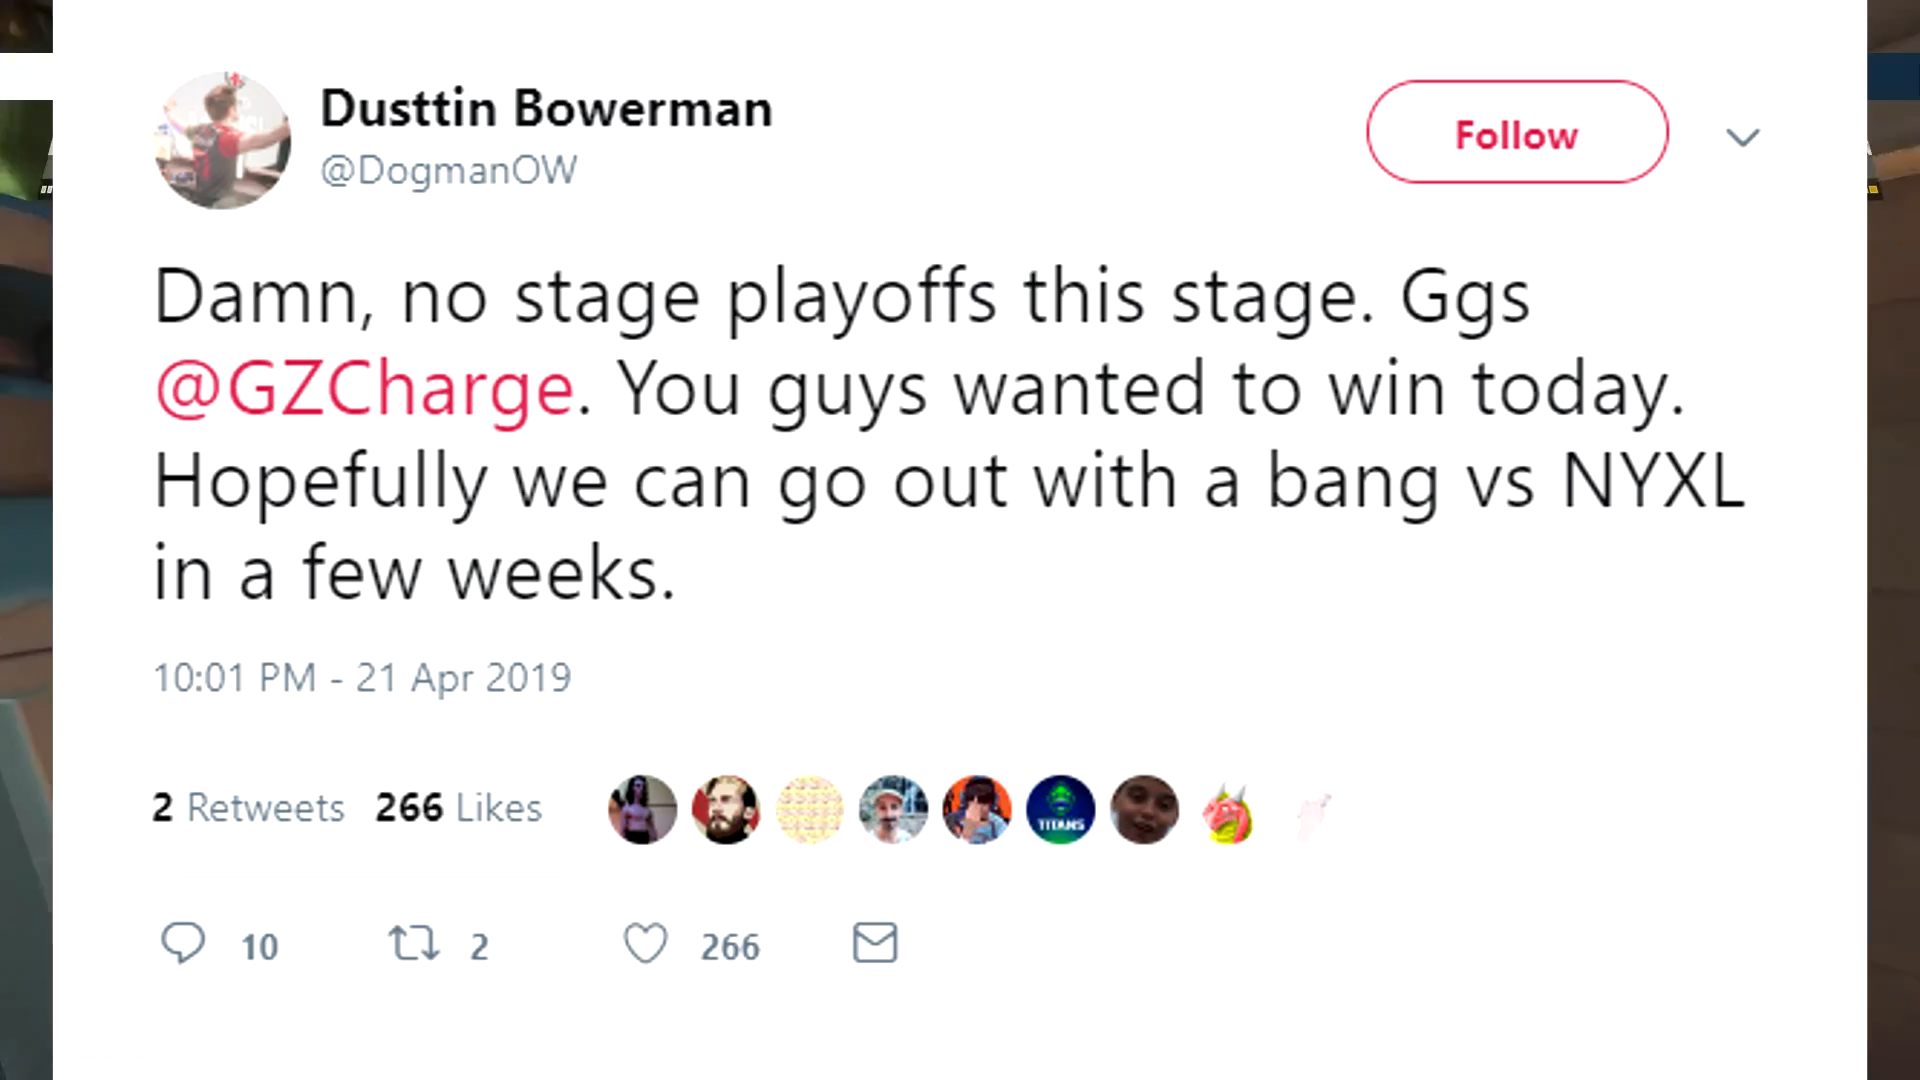 Dusttin Bowerman
@DogmanOW
Follow
Damn, no stage playoffs this stage. Ggs
@GZCharge. You guys wanted to win today.
Hopefully we can go out with a bang vs NYXL
in a few weeks.
10:01 PM - 21 Apr 2019
2 Retweets 266 Likes
TITANS
10 2 266